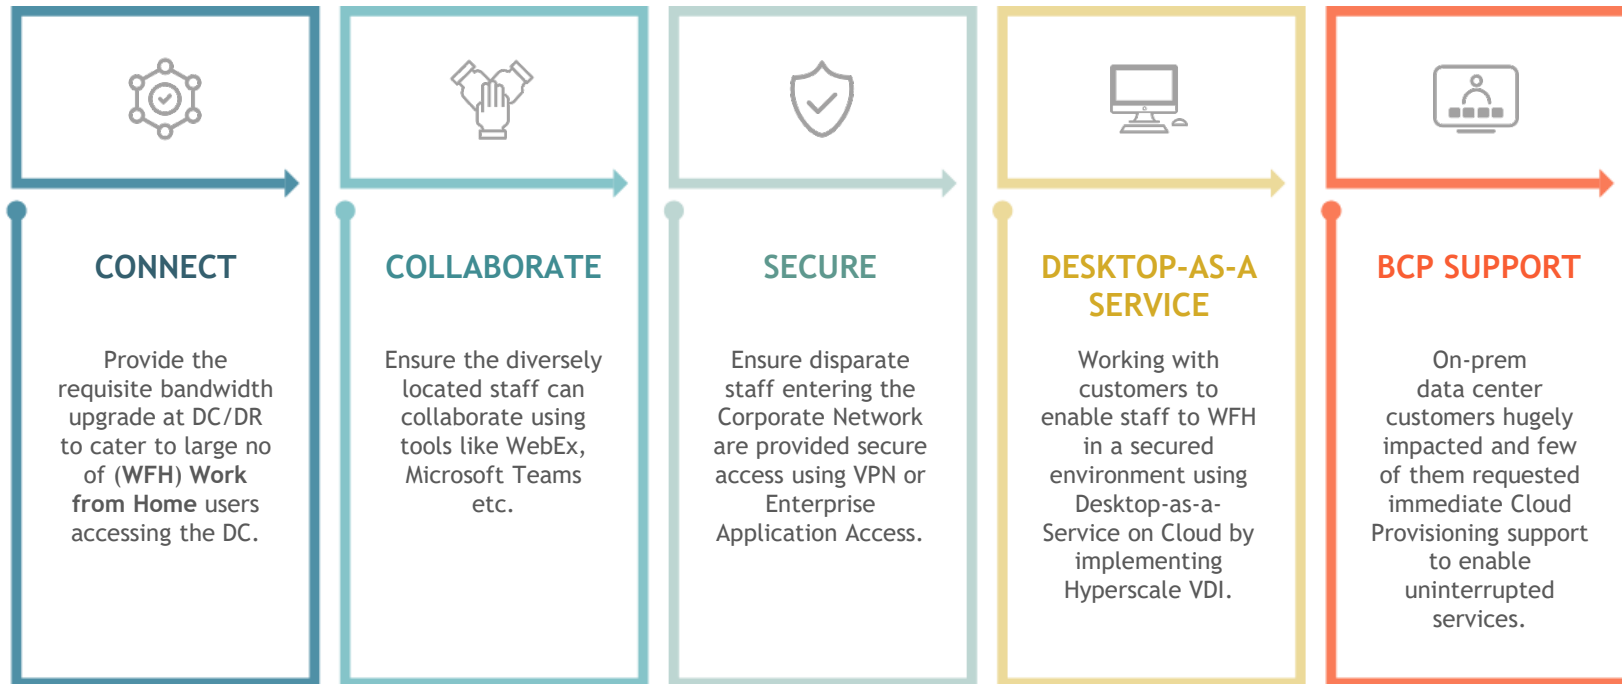 CONNECT
Provide the
requisite bandwidth
upgrade at DC/DR
to cater to large no
of (WFH) Work
from Home users
accessing the DC.
COLLABORATE
Ensure the diversely
located staff can
collaborate using
tools like WebEx,
Microsoft Teams
etc.
SECURE
Ensure disparate
staff entering the
Corporate Network
are provided secure
access using VPN or
Enterprise
Application Access.
DESKTOP-AS-A
SERVICE
Working with
customers to
enable staff to WFH
in a secured
environment using
Desktop-as-a-
Service on Cloud by
implementing
Hyperscale VDI.
BCP SUPPORT
On-prem
data center
customers hugely
impacted and few
of them requested
immediate Cloud
Provisioning support
to enable
uninterrupted
services.